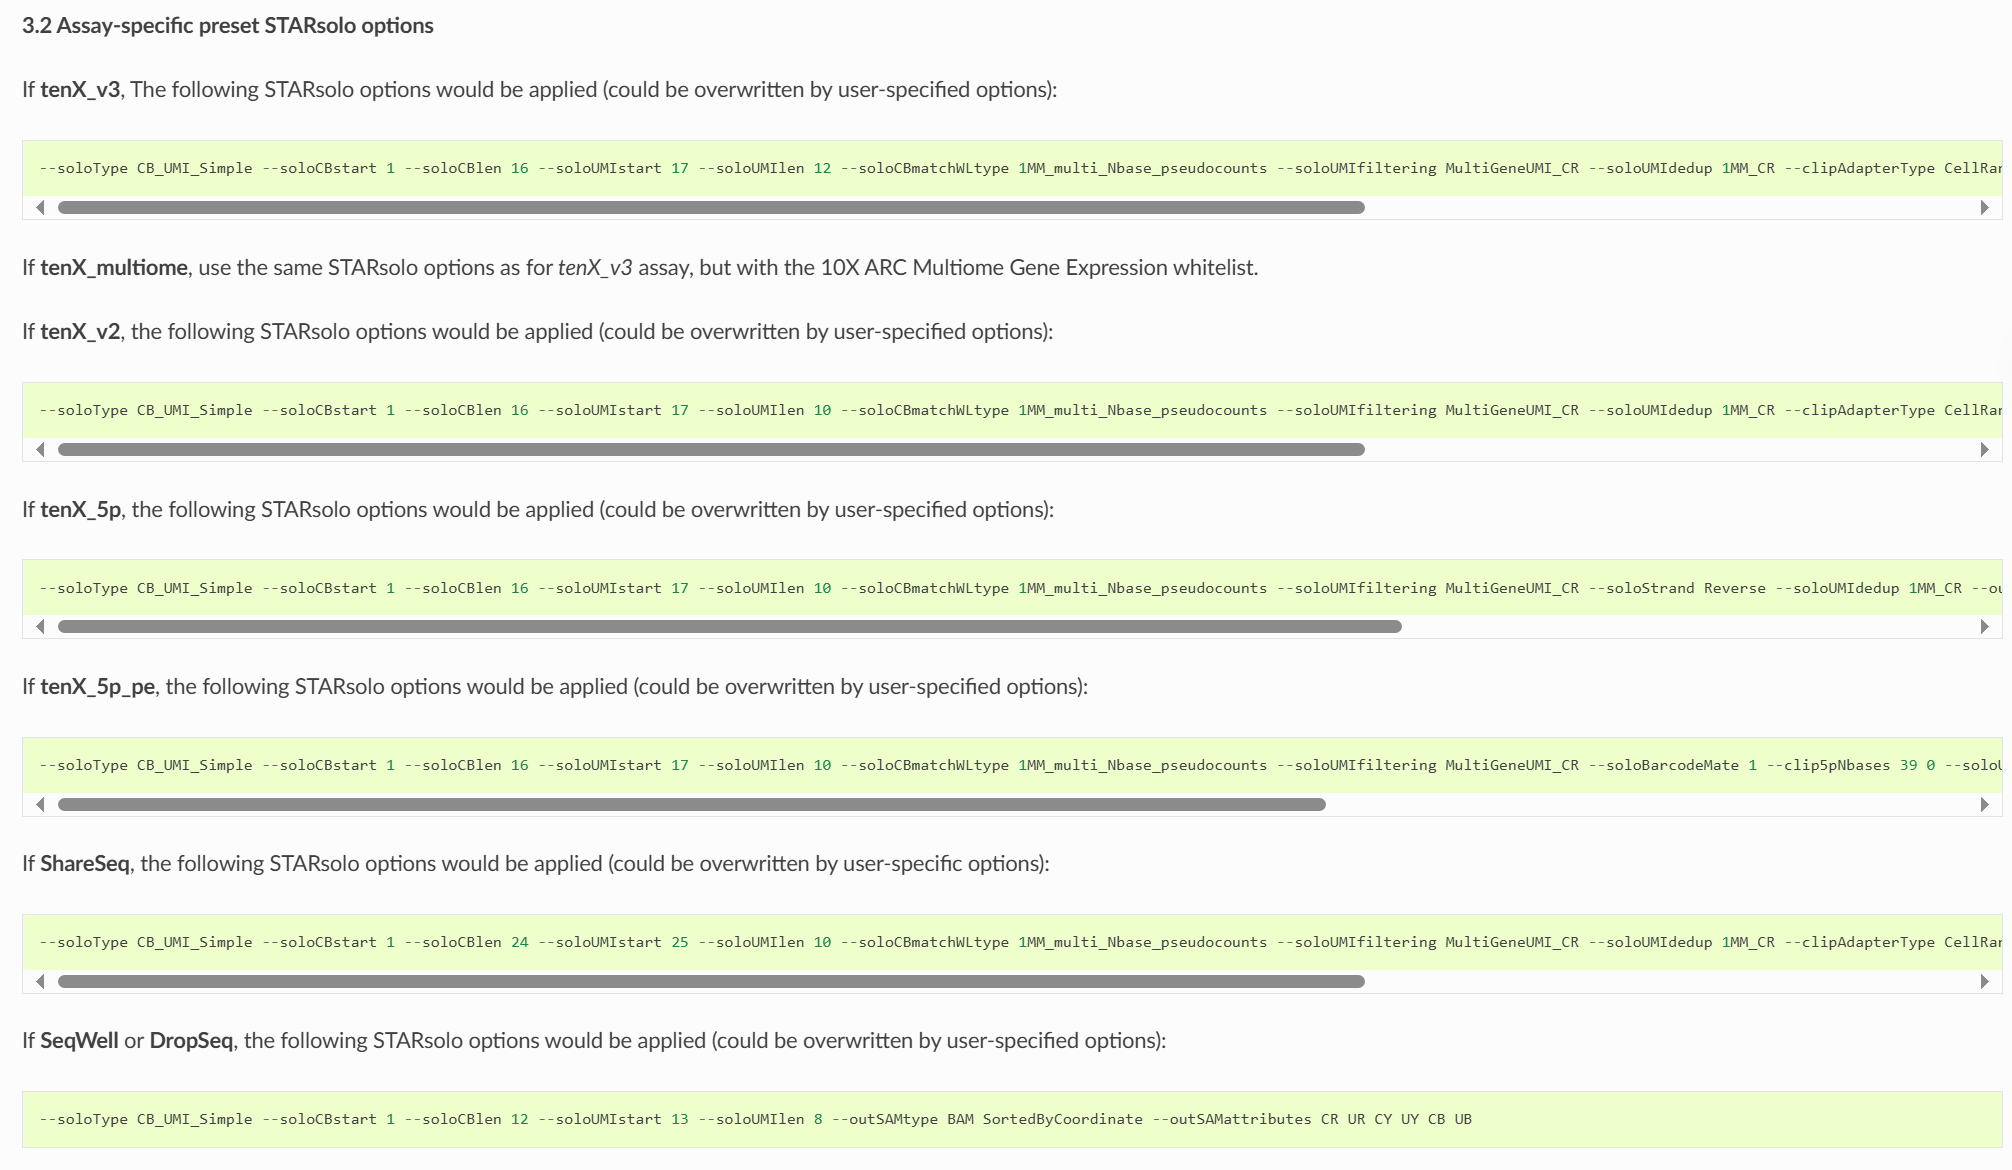 3.2 Assay-specific preset STARsolo options
If tenX_v3, The following STARsolo options would be applied (could be overwritten by user-specified options):
--soloType CB_UMI_Simple --soloCBstart 1 --soloCBlen 16 --soloUMIstart 17 --soloUMIlen 12 --soloCBmatchWLtype 1MM_multi_Nbase_pseudocounts --soloUMIfiltering MultiGeneUMI_CR --soloUMIdedup 1MM_CR --clipAdapterType CellRan
If tenX_multiome, use the same STARsolo options as for tenX_v3 assay, but with the 10X ARC Multiome Gene Expression whitelist.
If tenX_v2, the following STARsolo options would be applied (could be overwritten by user-specified options):
--soloType CB_UMI_Simple --soloCBstart 1 --soloCBlen 16 --soloUMIstart 17 --soloUMIlen 10 --soloCBmatchWLtype 1MM_multi_Nbase_pseudocounts --soloUMIfiltering MultiGeneUMI_CR --soloUMIdedup 1MM_CR --clipAdapterType CellRan
If tenX_5p, the following STARsolo options would be applied (could be overwritten by user-specified options):
--soloType CB_UMI_Simple --soloCBstart 1 --soloCBlen 16 --soloUMIstart 17 --soloUMIlen 10 --soloCBmatchWLtype 1MM_multi_Nbase_pseudocounts --soloUMIfiltering MultiGeneUMI_CR --soloStrand Reverse --soloUMIdedup 1MM_CR --ou
If tenX_5p_pe, the following STARsolo options would be applied (could be overwritten by user-specified options):
--soloType CB_UMI_Simple --soloCBstart 1 --soloCBlen 16 --soloUMIstart 17 --soloUMIlen 10 --soloCBmatchWLtype 1MM_multi_Nbase_pseudocounts --soloUMIfiltering MultiGeneUMI_CR --soloBarcodeMate 1 --clip5pNbases 39 0 --soloU
If ShareSeq, the following STARsolo options would be applied (could be overwritten by user-specific options):
--soloType CB_UMI_Simple --soloCBstart 1 --soloCBlen 24 --soloUMIstart 25 --soloUMIlen 10 --soloCBmatchWLtype 1MM_multi_Nbase_pseudocounts --soloUMIfiltering MultiGeneUMI_CR --soloUMIdedup 1MM_CR --clipAdapterType CellRan
If SeqWell or DropSeq, the following STARsolo options would be applied (could be overwritten by user-specified options):
--soloType CB_UMI_Simple --soloCBstart 1 --soloCBlen 12 --soloUMIstart 13 --soloUMIlen 8 --outSAMtype BAM SortedByCoordinate --outSAMattributes CR UR CY UY CB UB